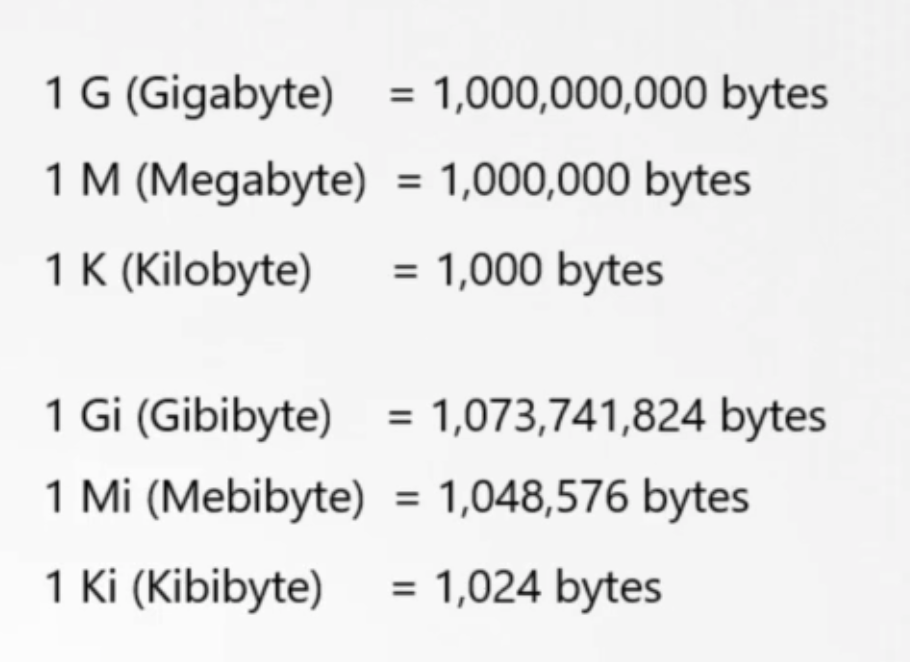 1 G (Gigabyte) = 1,000,000,000 bytes
1 M (Megabyte) = 1,000,000 bytes
1 K (Kilobyte) = 1,000 bytes
1 Gi (Gibibyte) = 1,073,741,824 bytes
1 Mi (Mebibyte) = 1,048,576 bytes
1 Ki (Kibibyte) = 1,024 bytes